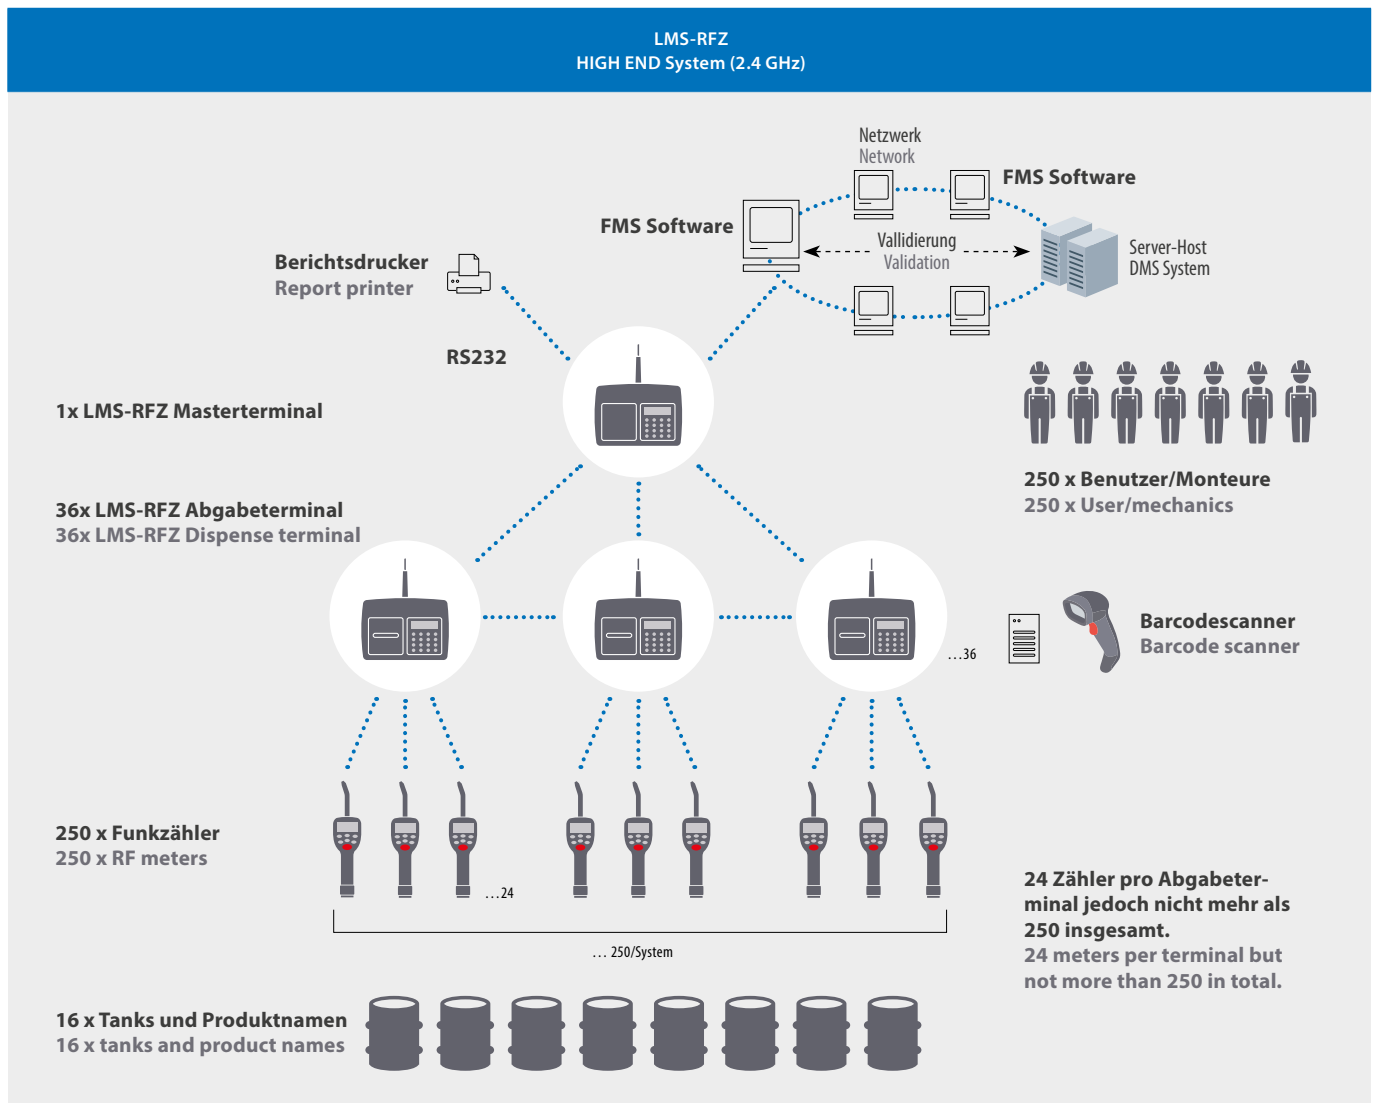 LMS-RFZ
HIGH END System (2.4 GHz)
Netzwerk
Network
FMS Software
FMS Software
Vallidierung
Validation
Server-Host
DMS System
Berichtsdrucker
Report printer
RS232
1x LMS-RFZ Masterterminal
250 x Benutzer/Monteure
250 x User/mechanics
36x LMS-RFZ Abgabeterminal
36x LMS-RFZ Dispense terminal
...36
Barcodescanner
Barcode scanner
250 x Funkzähler
250 x RF meters
...24
... 250/System
24 Zähler pro Abgabeter-
minal jedoch nicht mehr als
250 insgesamt.
24 meters per terminal but
not more than 250 in total.
16 x Tanks und Produktnamen
16 x tanks and product names